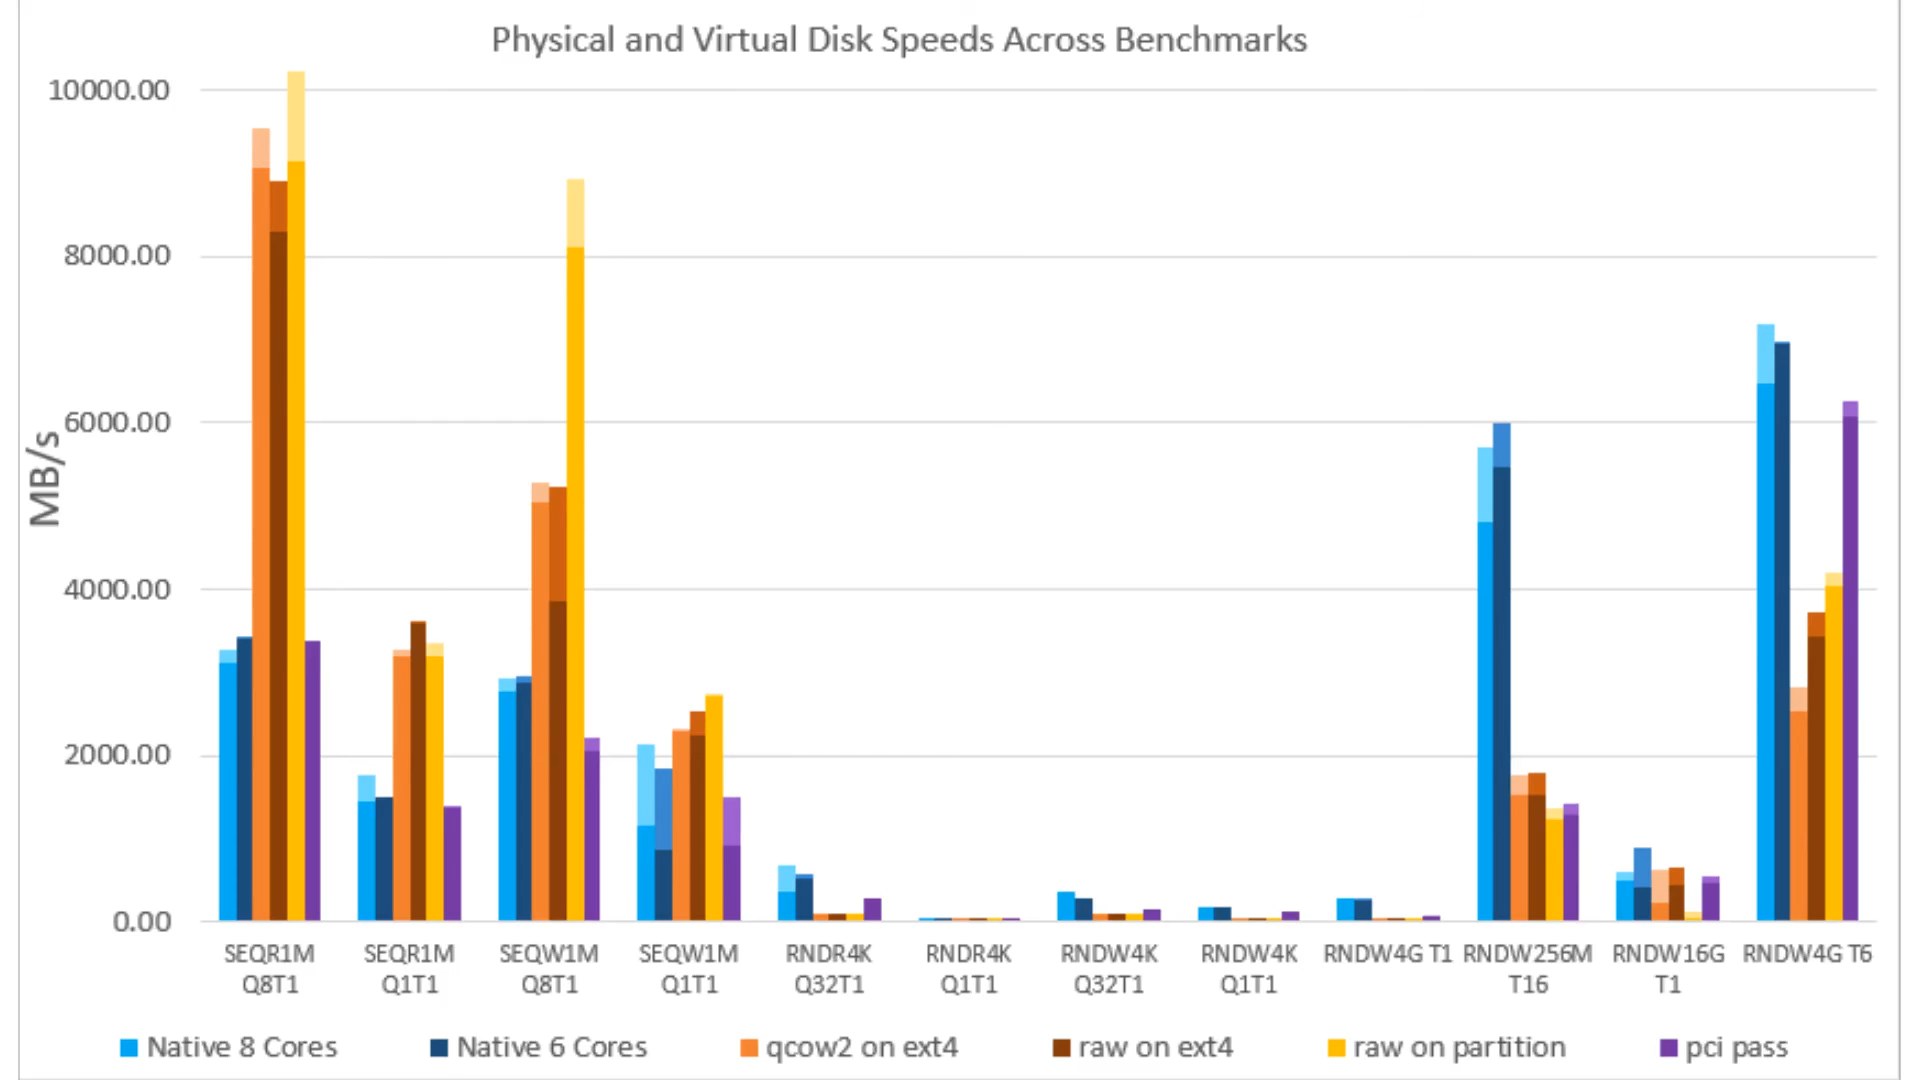 Physical and Virtual Disk Speeds Across Benchmarks
10000.00
8000.00
6000.00
4000.00
2000.00
0.00
MB/s
SEQR1M Q8T1
SEQR1M Q1T1
SEQW1M Q8T1
SEQW1M Q1T1
RNDR4K Q32T1
RNDR4K Q1T1
RNDW4K Q32T1
RNDW4K Q1T1
RNDW4G T1
RNDW256M T16
RNDW16G T1
RNDW4G T6
Native 8 Cores
Native 6 Cores
qcow2 on ext4
raw on ext4
raw on partition
pci pass